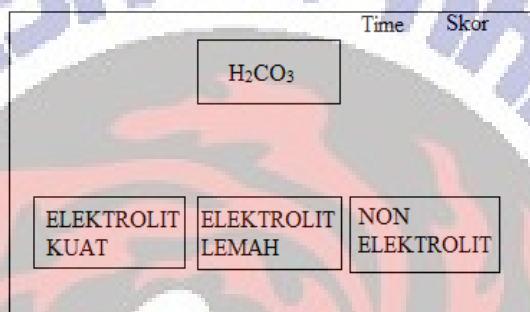 Time Skor
H₂CO₃
ELEKTROLIT KUAT
ELEKTROLIT LEMAH
NON ELEKTROLIT